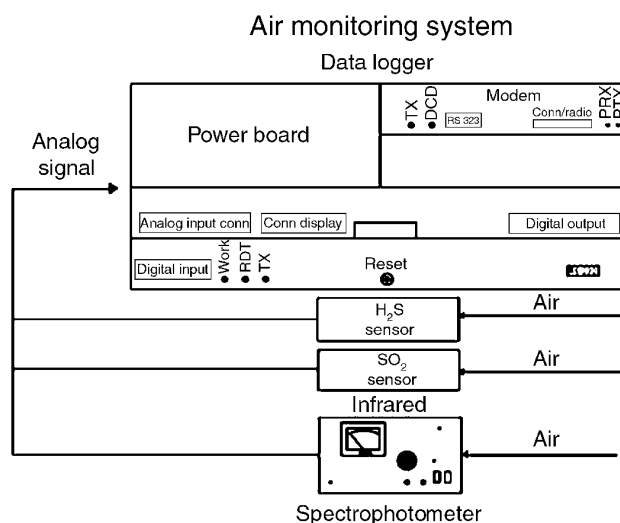 Air monitoring system
Data logger
Modem
TX
DCD
RS 323
Conn/radio
PRX
PTX
Power board
Analog
signal
Analog input conn
Conn display
Digital output
Digital input
Work
RDT
TX
Reset
H₂S
sensor
Air
SO₂
sensor
Air
Infrared
Air
Spectrophotometer